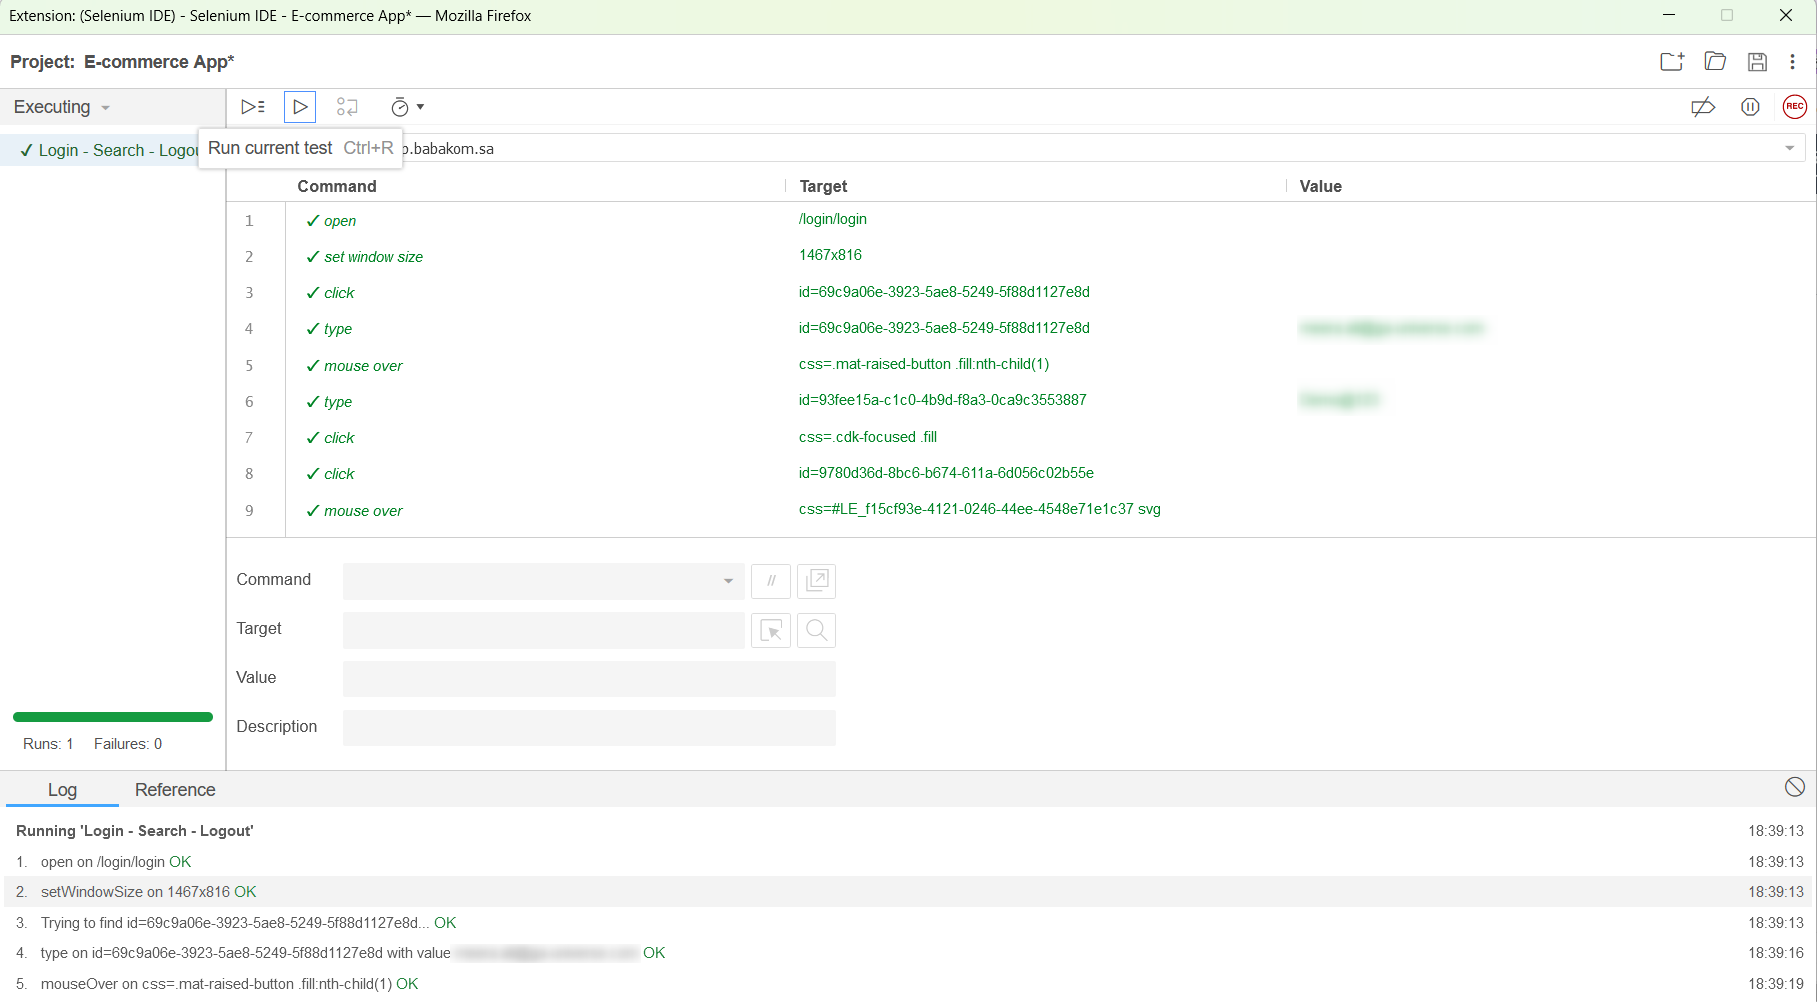 Extension: (Selenium IDE) - Selenium IDE - E-commerce App* — Mozilla Firefox
Project: E-commerce App*
Executing
REC
✓ Login - Search - Logou
Run current test Ctrl+R
.babakom.sa
Command Target Value
1 ✓ open /login/login
2 ✓ set window size 1467x816
3 ✓ click id=69c9a06e-3923-5ae8-5249-5f88d1127e8d
4 ✓ type id=69c9a06e-3923-5ae8-5249-5f88d1127e8d
5 ✓ mouse over css=.mat-raised-button .fill:nth-child(1)
6 ✓ type id=93fee15a-c1c0-4b9d-f8a3-0ca9c3553887
7 ✓ click css=.cdk-focused .fill
8 ✓ click id=9780d36d-8bc6-b674-611a-6d056c02b55e
9 ✓ mouse over css=#LE_f15cf93e-4121-0246-44ee-4548e71e1c37 svg
Command //
Target
Value
Description
Runs: 1 Failures: 0
Log Reference
Running 'Login - Search - Logout' 18:39:13
1. open on /login/login OK 18:39:13
2. setWindowSize on 1467x816 OK 18:39:13
3. Trying to find id=69c9a06e-3923-5ae8-5249-5f88d1127e8d... OK 18:39:13
4. type on id=69c9a06e-3923-5ae8-5249-5f88d1127e8d with value OK 18:39:16
5. mouseOver on css=.mat-raised-button .fill:nth-child(1) OK 18:39:19